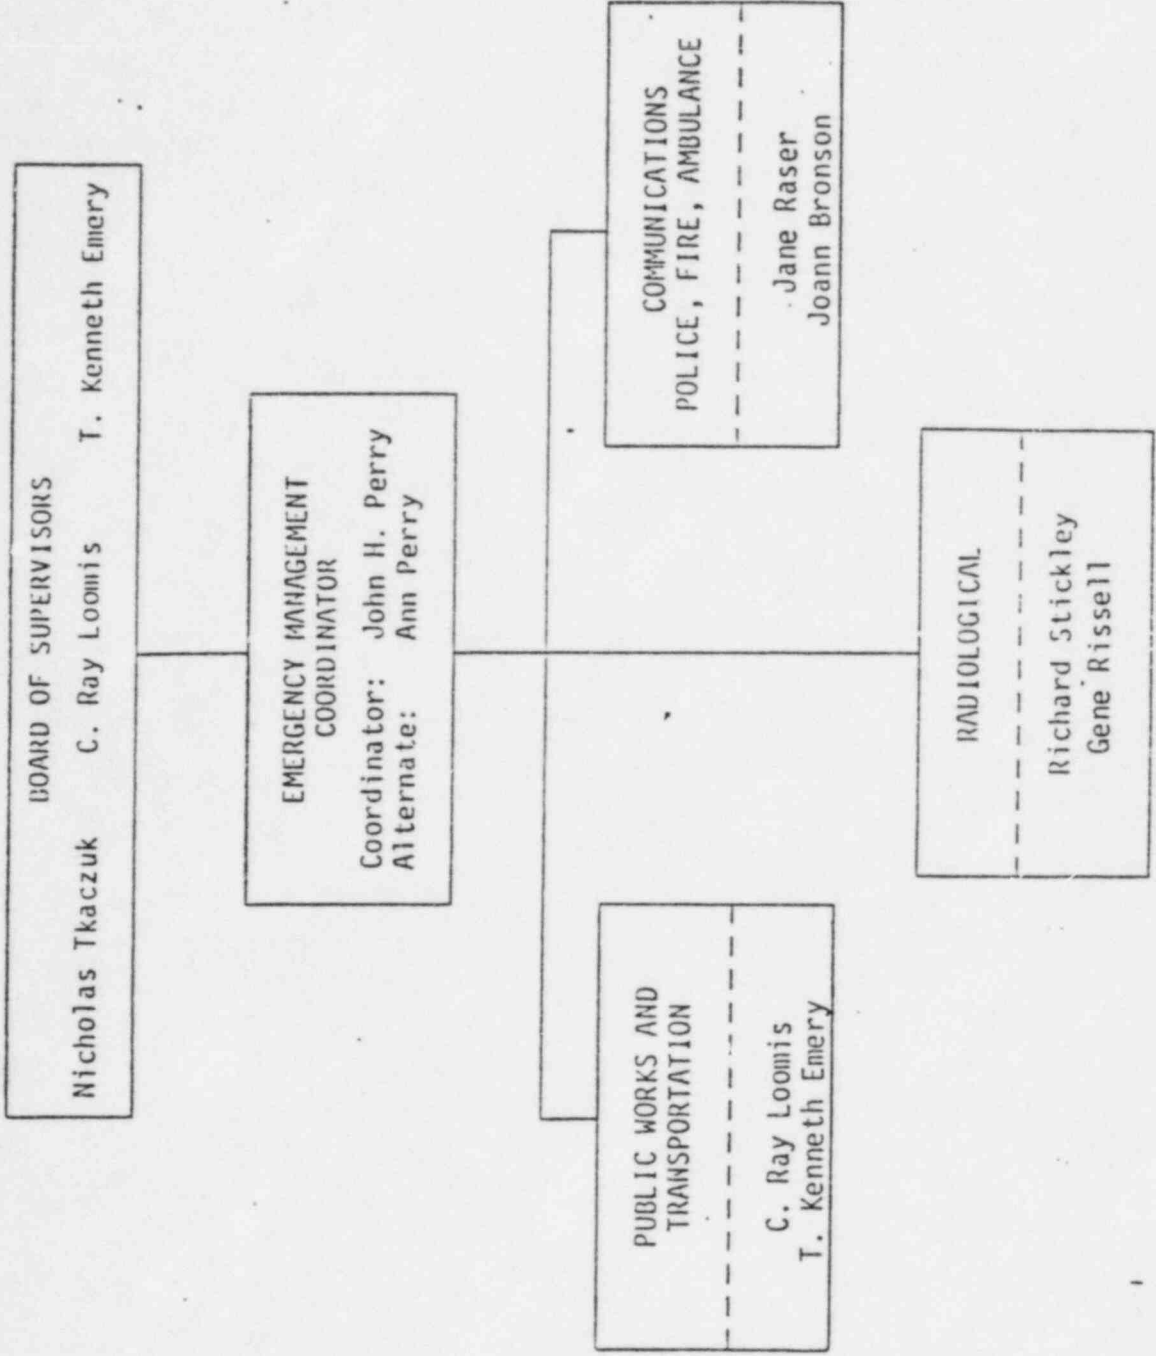 BOARD OF SUPERVISORS
Nicholas Tkaczuk C. Ray Loomis T. Kenneth Emery
EMERGENCY MANAGEMENT
COORDINATOR
Coordinator: John H. Perry
Alternate: Ann Perry
PUBLIC WORKS AND
TRANSPORTATION
C. Ray Loomis
T. Kenneth Emery
COMMUNICATIONS
POLICE, FIRE, AMBULANCE
Jane Raser
Joann Bronson
RADIOLOGICAL
Richard Stickley
Gene Rissell